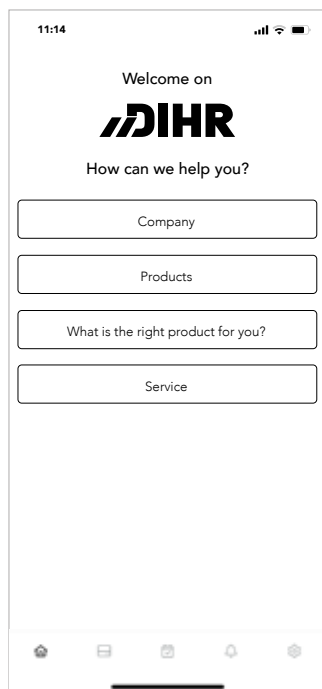 11:14
Welcome on
DIHR
How can we help you?
Company
Products
What is the right product for you?
Service